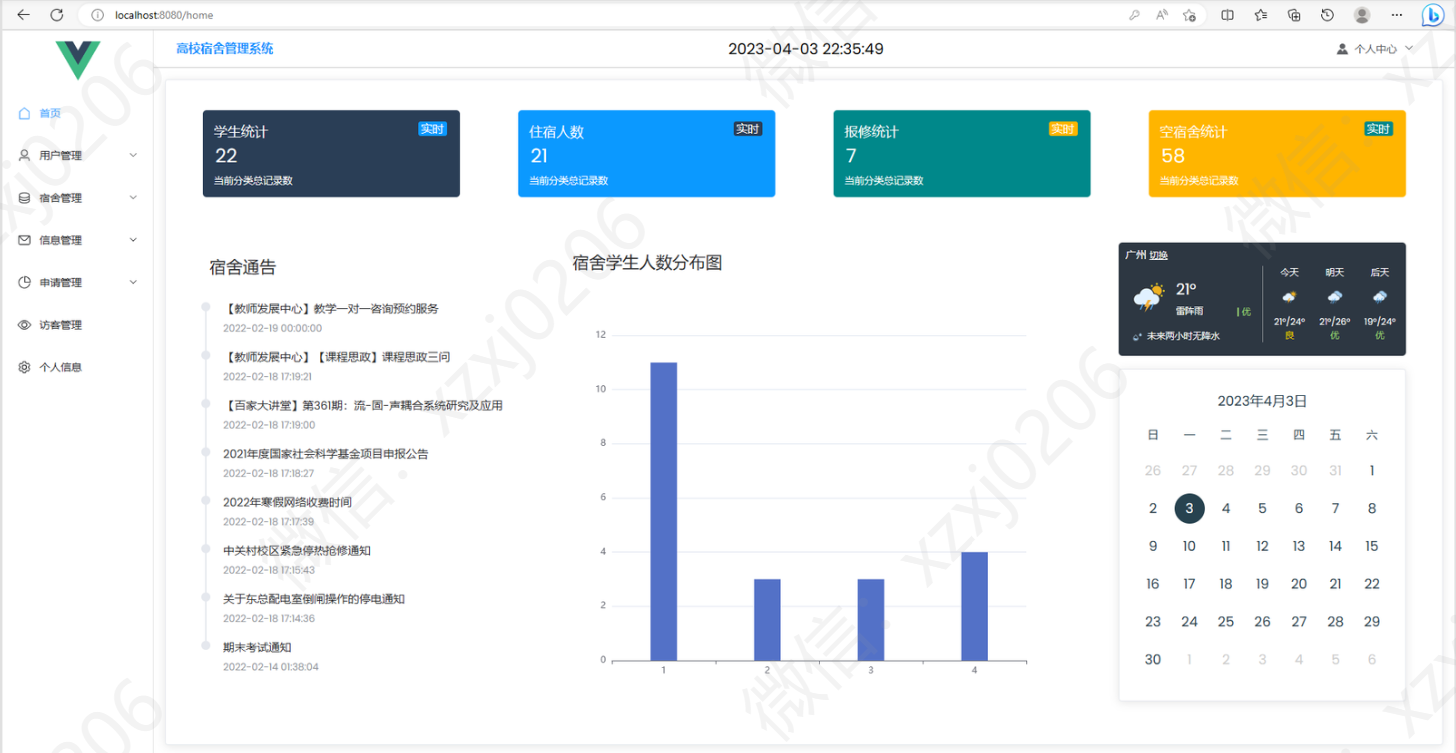 localhost:8080/home
高校宿舍管理系统
2023-04-03 22:35:49
个人中心
首页
用户管理
宿舍管理
信息管理
申请管理
访客管理
个人信息
学生统计 实时
22
当前分类总记录数
住宿人数 实时
21
当前分类总记录数
报修统计 实时
7
当前分类总记录数
空宿舍统计 实时
58
当前分类总记录数
宿舍通告
【教师发展中心】教学一对一咨询预约服务
2022-02-19 00:00:00
【教师发展中心】【课程思政】课程思政三问
2022-02-18 17:19:21
【百家大讲堂】第361期：流-固-声耦合系统研究及应用
2022-02-18 17:19:00
2021年度国家社会科学基金项目申报公告
2022-02-18 17:18:27
2022年寒假网络收费时间
2022-02-18 17:17:39
中关村校区紧急停热抢修通知
2022-02-18 17:15:43
关于东总配电室倒闸操作的停电通知
2022-02-18 17:14:36
期末考试通知
2022-02-14 01:38:04
宿舍学生人数分布图
12
10
8
6
4
2
0
1 2 3 4
广州 切换
21°
雷阵雨
优
未来两小时无降水
今天 明天 后天
21°/24° 21°/26° 19°/24°
良 优 优
2023年4月3日
日 一 二 三 四 五 六
26 27 28 29 30 31 1
2 3 4 5 6 7 8
9 10 11 12 13 14 15
16 17 18 19 20 21 22
23 24 25 26 27 28 29
30 1 2 3 4 5 6
微信：xzxj0206